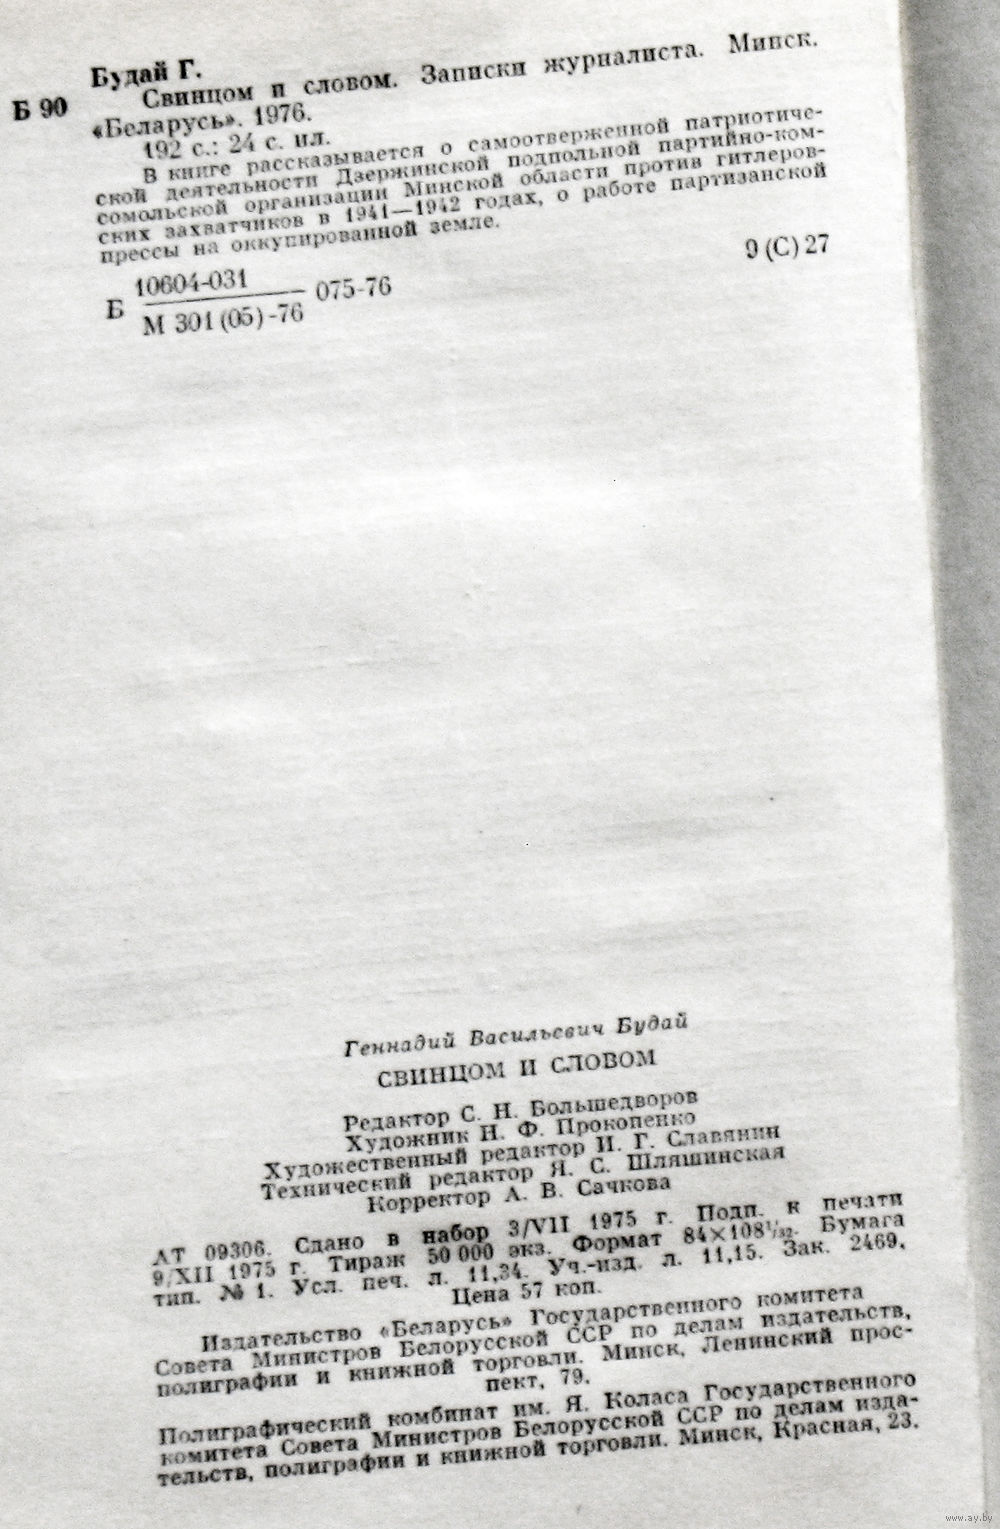 Будай Г.
Б 90 Свинцом и словом. Записки журналиста. Минск.
«Беларусь». 1976.
192 с.: 24 с. ил.
В книге рассказывается о самоотверженной патриотиче-
ской деятельности Дзержинской подпольной партийно-ком-
сомольской организации Минской области против гитлеров-
ских захватчиков в 1941—1942 годах, о работе партизанской
прессы на оккупированной земле.
Б 10604-031 / М 301(05)-76 075-76 9(С)27
Геннадий Васильевич Будай
СВИНЦОМ И СЛОВОМ
Редактор С. Н. Большедворов
Художник Н. Ф. Прокопенко
Художественный редактор И. Г. Славянин
Технический редактор Я. С. Шляшинская
Корректор А. В. Сачкова
АТ 09306. Сдано в набор 3/VII 1975 г. Подп. к печати
9/XII 1975 г. Тираж 50 000 экз. Формат 84×108¹/₃₂. Бумага
тип. № 1. Усл. печ. л. 11,34. Уч.-изд. л. 11,15. Зак. 2469.
Цена 57 коп.
Издательство «Беларусь» Государственного комитета
Совета Министров Белорусской ССР по делам издательств,
полиграфии и книжной торговли. Минск, Ленинский прос-
пект, 79.
Полиграфический комбинат им. Я. Коласа Государственного
комитета Совета Министров Белорусской ССР по делам изда-
тельств, полиграфии и книжной торговли. Минск, Красная, 23.
www.ay.by